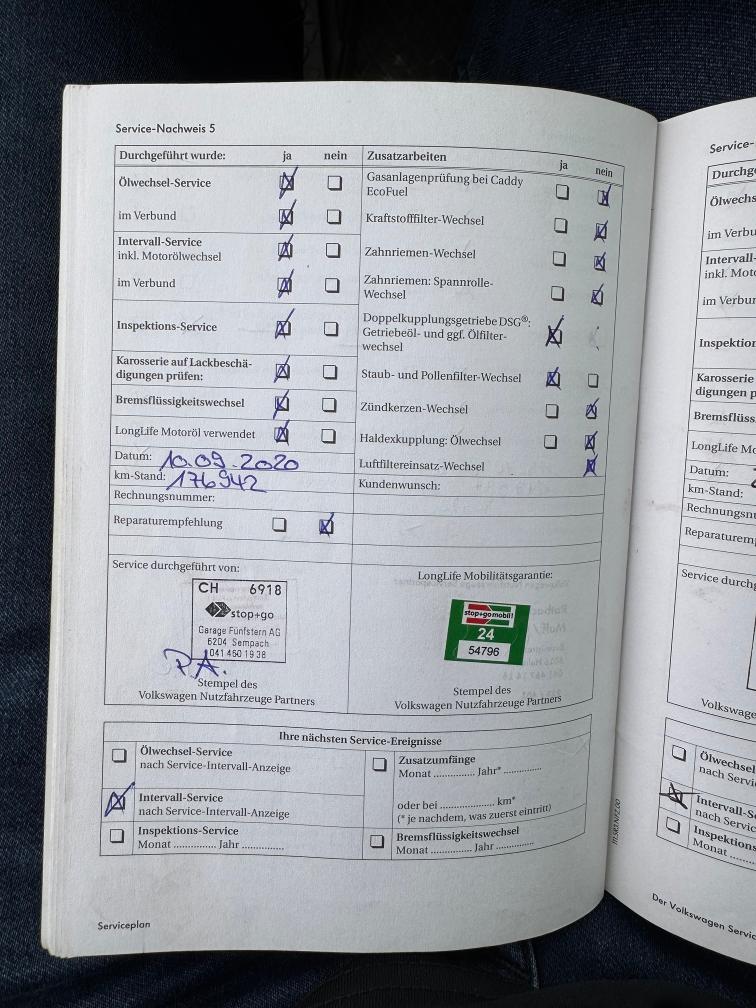 Service-Nachweis 5
Durchgeführt wurde: ja nein
Ölwechsel-Service
im Verbund
Intervall-Service
inkl. Motorölwechsel
im Verbund
Inspektions-Service
Karosserie auf Lackbeschä-
digungen prüfen:
Bremsflüssigkeitswechsel
LongLife Motoröl verwendet
Datum: 10.09.2020
km-Stand: 176942
Rechnungsnummer:
Reparaturempfehlung
Zusatzarbeiten ja nein
Gasanlagenprüfung bei Caddy
EcoFuel
Kraftstofffilter-Wechsel
Zahnriemen-Wechsel
Zahnriemen: Spannrolle-
Wechsel
Doppelkupplungsgetriebe DSG®:
Getriebeöl- und ggf. Ölfilter-
wechsel
Staub- und Pollenfilter-Wechsel
Zündkerzen-Wechsel
Haldexkupplung: Ölwechsel
Luftfiltereinsatz-Wechsel
Kundenwunsch:
Service durchgeführt von:
CH 6918
stop+go
Garage Fünfstern AG
6204 Sempach
041 460 19 38
P.A.
Stempel des
Volkswagen Nutzfahrzeuge Partners
LongLife Mobilitätsgarantie:
stop+go mobil!
24
54796
Stempel des
Volkswagen Nutzfahrzeuge Partners
Ihre nächsten Service-Ereignisse
Ölwechsel-Service
nach Service-Intervall-Anzeige
Intervall-Service
nach Service-Intervall-Anzeige
Inspektions-Service
Monat .............. Jahr ..............
Zusatzumfänge
Monat .............. Jahr* ..............
oder bei .................. km*
(* je nachdem, was zuerst eintritt)
Bremsflüssigkeitswechsel
Monat .............. Jahr ..............
Serviceplan
Service-
Durchge
Ölwechs
im Verbu
Intervall-
inkl. Moto
im Verbu
Inspektion
Karosserie
digungen p
Bremsflüss
LongLife Mo
Datum:
km-Stand:
Rechnungsnu
Reparaturem
Service durch
Volkswage
Ölwechsel
nach Servic
Intervall-S
nach Servic
Inspektions
Monat
Der Volkswagen Servic